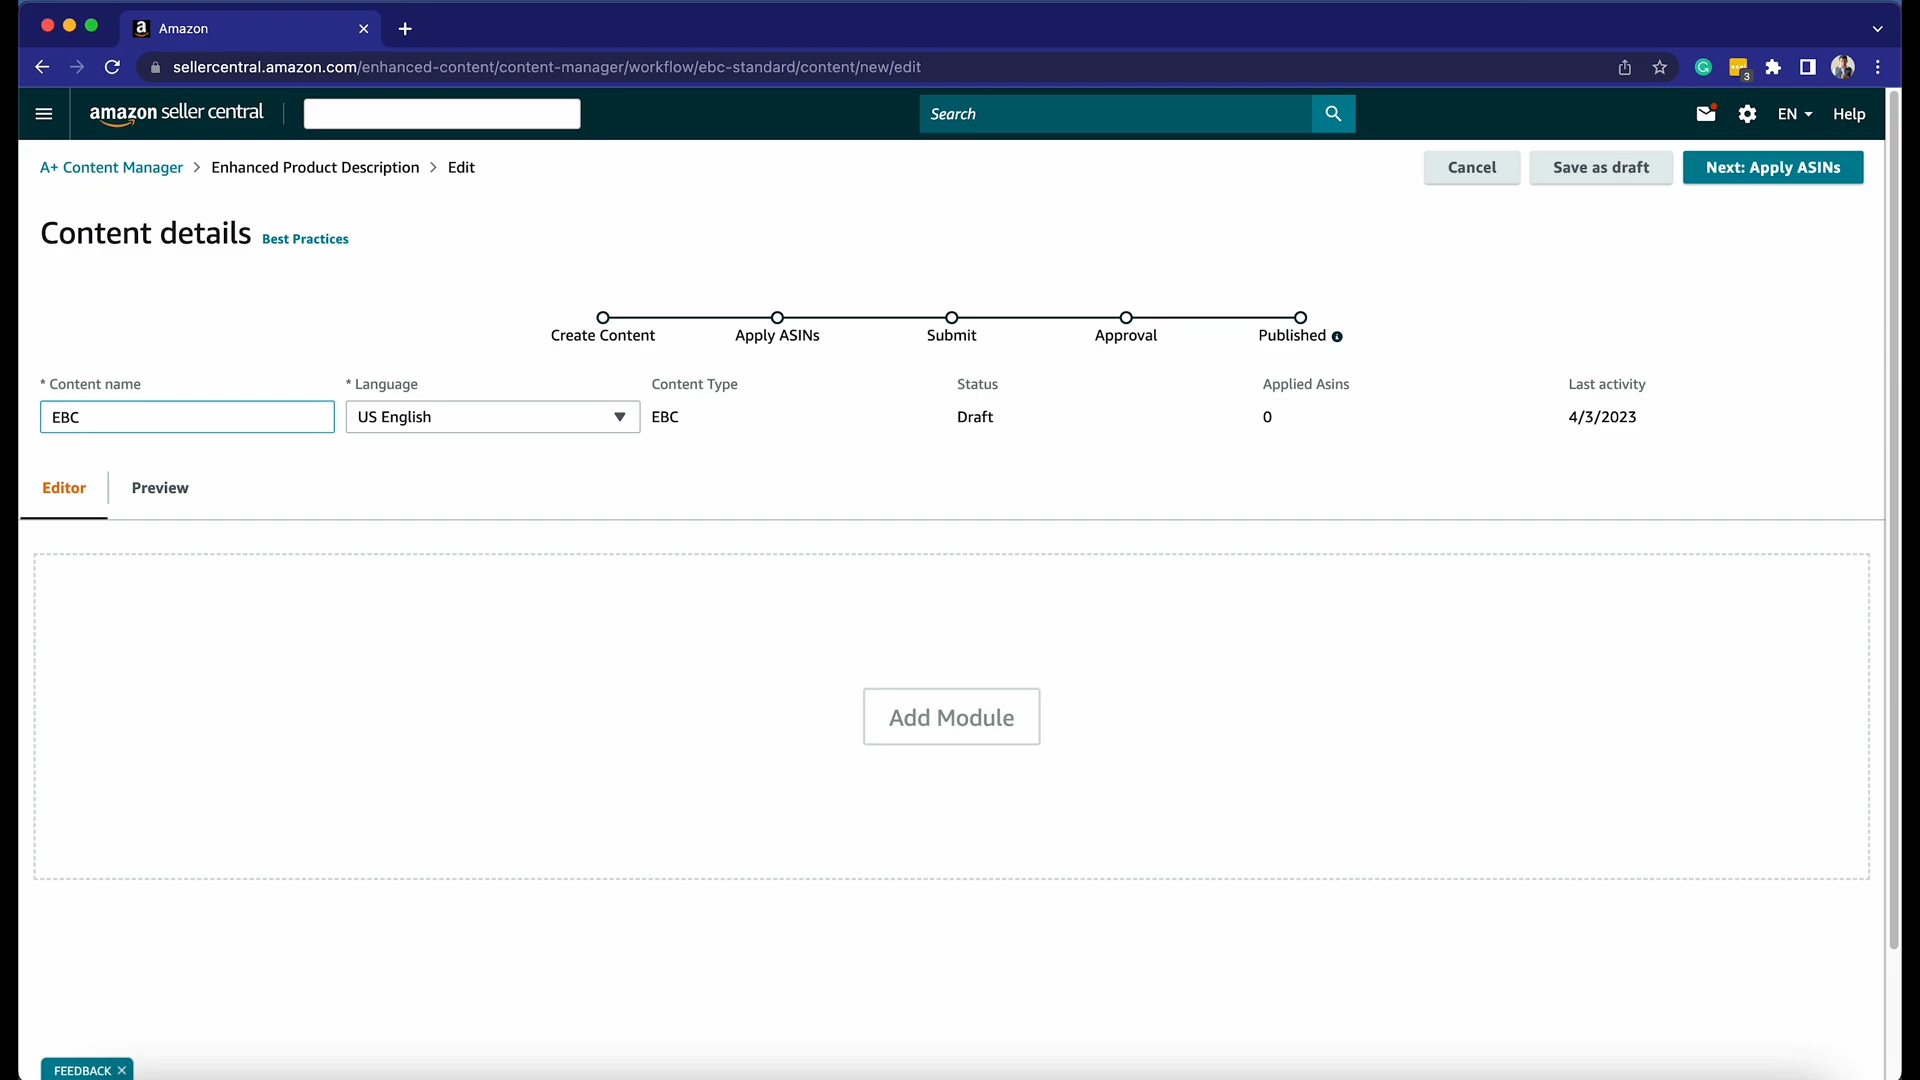 Amazon
sellercentral.amazon.com/enhanced-content/content-manager/workflow/ebc-standard/content/new/edit
3
amazon seller central
Search
EN
Help
A+ Content Manager > Enhanced Product Description > Edit
Cancel
Save as draft
Next: Apply ASINs
Content details Best Practices
Create Content
Apply ASINs
Submit
Approval
Published
* Content name
* Language
Content Type
Status
Applied Asins
Last activity
EBC
US English
EBC
Draft
0
4/3/2023
Editor
Preview
Add Module
FEEDBACK